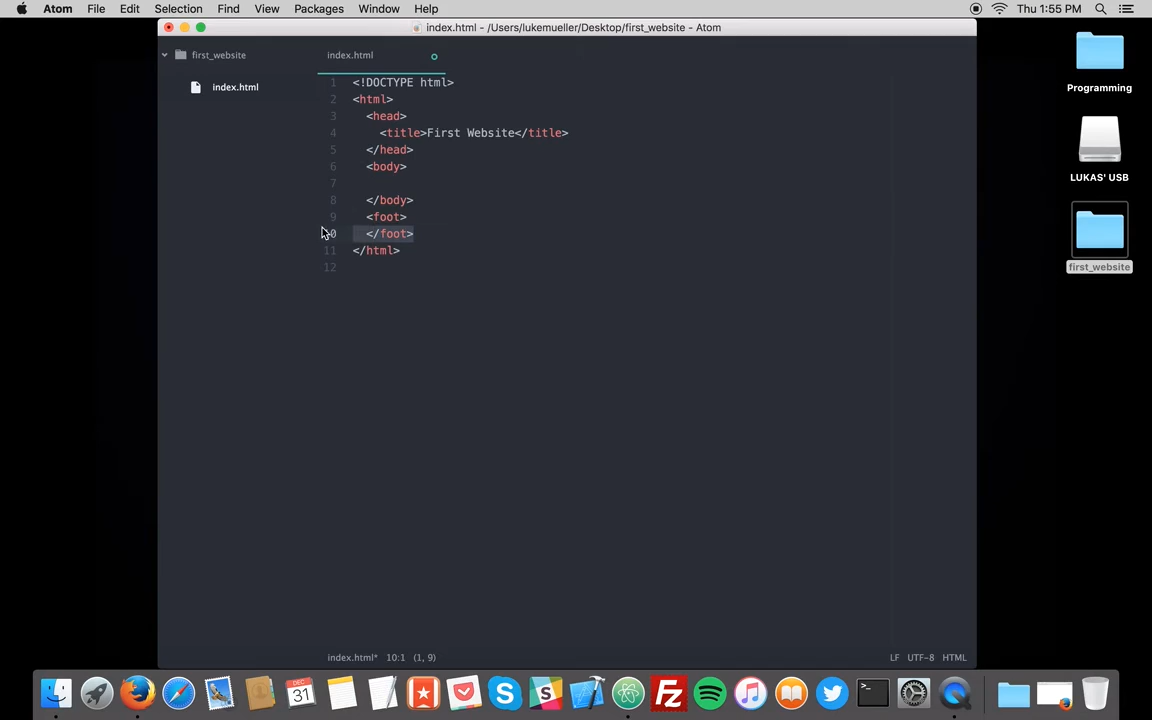 Atom File Edit Selection Find View Packages Window Help Thu 1:55 PM
index.html - /Users/lukemueller/Desktop/first_website - Atom
first_website
index.html
index.html
1 <!DOCTYPE html>
2 <html>
3 <head>
4 <title>First Website</title>
5 </head>
6 <body>
7
8 </body>
9 <foot>
10 </foot>
11 </html>
12
index.html* 10:1 (1, 9) LF UTF-8 HTML
Programming
LUKAS' USB
first_website
DEC
31